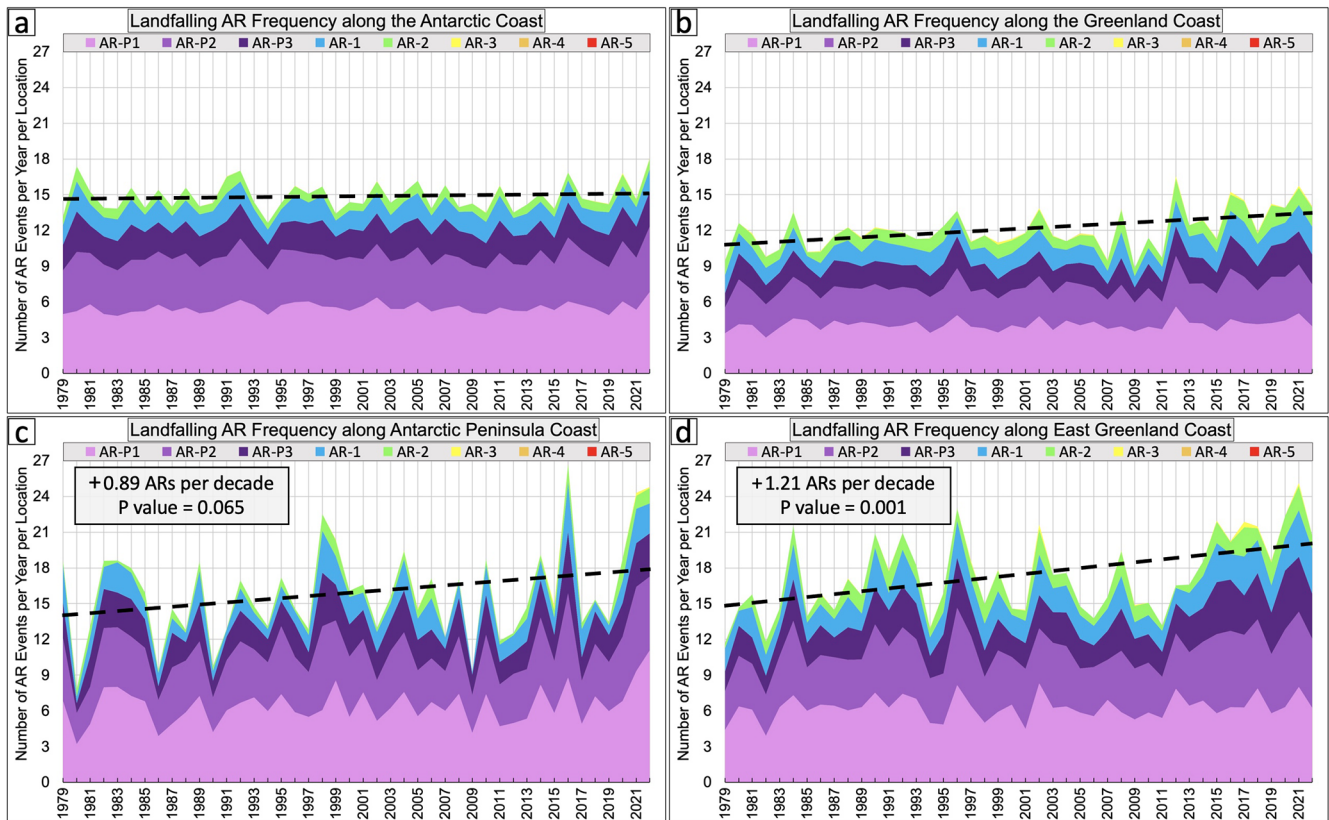 a
Landfalling AR Frequency along the Antarctic Coast
AR-P1 AR-P2 AR-P3 AR-1 AR-2 AR-3 AR-4 AR-5
Number of AR Events per Year per Location
27
24
21
18
15
12
9
6
3
0
1979 1981 1983 1985 1987 1989 1991 1993 1995 1997 1999 2001 2003 2005 2007 2009 2011 2013 2015 2017 2019 2021
b
Landfalling AR Frequency along the Greenland Coast
AR-P1 AR-P2 AR-P3 AR-1 AR-2 AR-3 AR-4 AR-5
Number of AR Events per Year per Location
27
24
21
18
15
12
9
6
3
0
1979 1981 1983 1985 1987 1989 1991 1993 1995 1997 1999 2001 2003 2005 2007 2009 2011 2013 2015 2017 2019 2021
c
Landfalling AR Frequency along Antarctic Peninsula Coast
AR-P1 AR-P2 AR-P3 AR-1 AR-2 AR-3 AR-4 AR-5
+0.89 ARs per decade
P value = 0.065
Number of AR Events per Year per Location
27
24
21
18
15
12
9
6
3
0
1979 1981 1983 1985 1987 1989 1991 1993 1995 1997 1999 2001 2003 2005 2007 2009 2011 2013 2015 2017 2019 2021
d
Landfalling AR Frequency along East Greenland Coast
AR-P1 AR-P2 AR-P3 AR-1 AR-2 AR-3 AR-4 AR-5
+1.21 ARs per decade
P value = 0.001
Number of AR Events per Year per Location
27
24
21
18
15
12
9
6
3
0
1979 1981 1983 1985 1987 1989 1991 1993 1995 1997 1999 2001 2003 2005 2007 2009 2011 2013 2015 2017 2019 2021